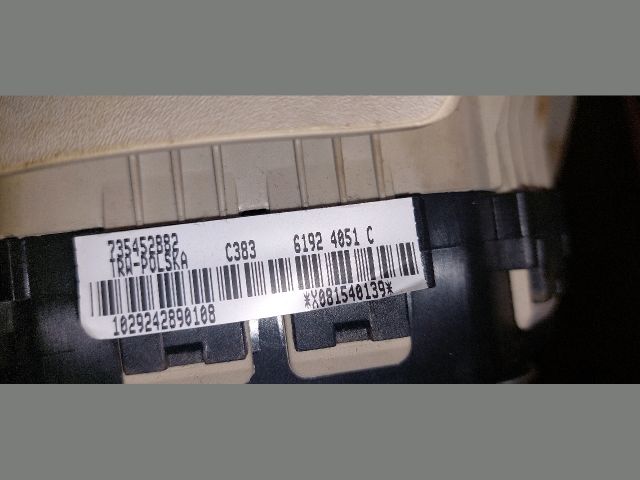 735452882 C383 6192 4051 C
TRW-POLSKA
*X081540139*
1029242890108